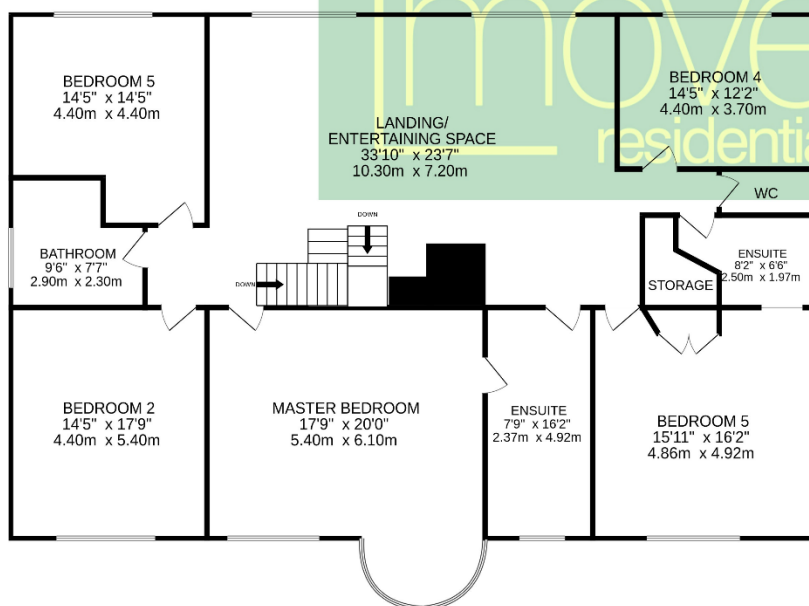 move
residentia
BEDROOM 5
14'5" x 14'5"
4.40m x 4.40m
LANDING/
ENTERTAINING SPACE
33'10" x 23'7"
10.30m x 7.20m
BEDROOM 4
14'5" x 12'2"
4.40m x 3.70m
WC
BATHROOM
9'6" x 7'7"
2.90m x 2.30m
DOWN
DOWN
STORAGE
ENSUITE
8'2" x 6'6"
2.50m x 1.97m
BEDROOM 2
14'5" x 17'9"
4.40m x 5.40m
MASTER BEDROOM
17'9" x 20'0"
5.40m x 6.10m
ENSUITE
7'9" x 16'2"
2.37m x 4.92m
BEDROOM 5
15'11" x 16'2"
4.86m x 4.92m